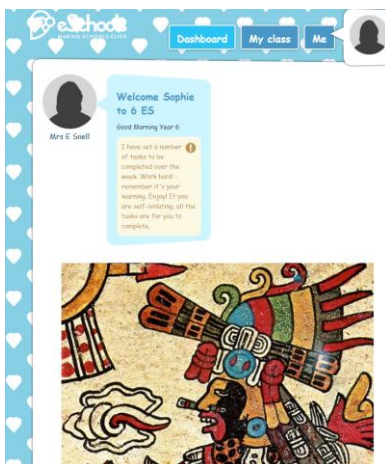 eSchools
MAKING SCHOOLS CLICK
Dashboard
My class
Me
Mrs E Snell
Welcome Sophie
to 6 ES
Good Morning Year 6
I have set a number
of tasks to be
completed over the
week. Work hard -
remember it's your
learning. Enjoy! If you
are self-isolating, all the
tasks are for you to
complete.